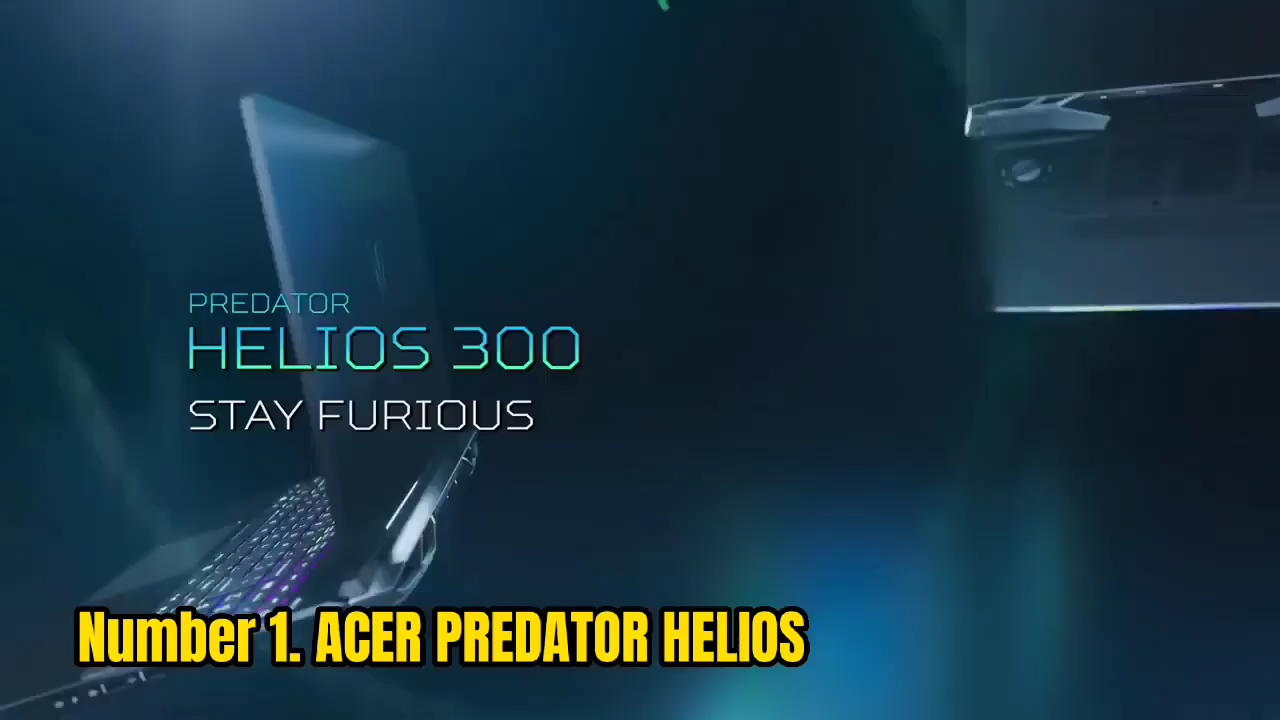 PREDATOR
HELIOS 300
STAY FURIOUS
Number 1. ACER PREDATOR HELIOS